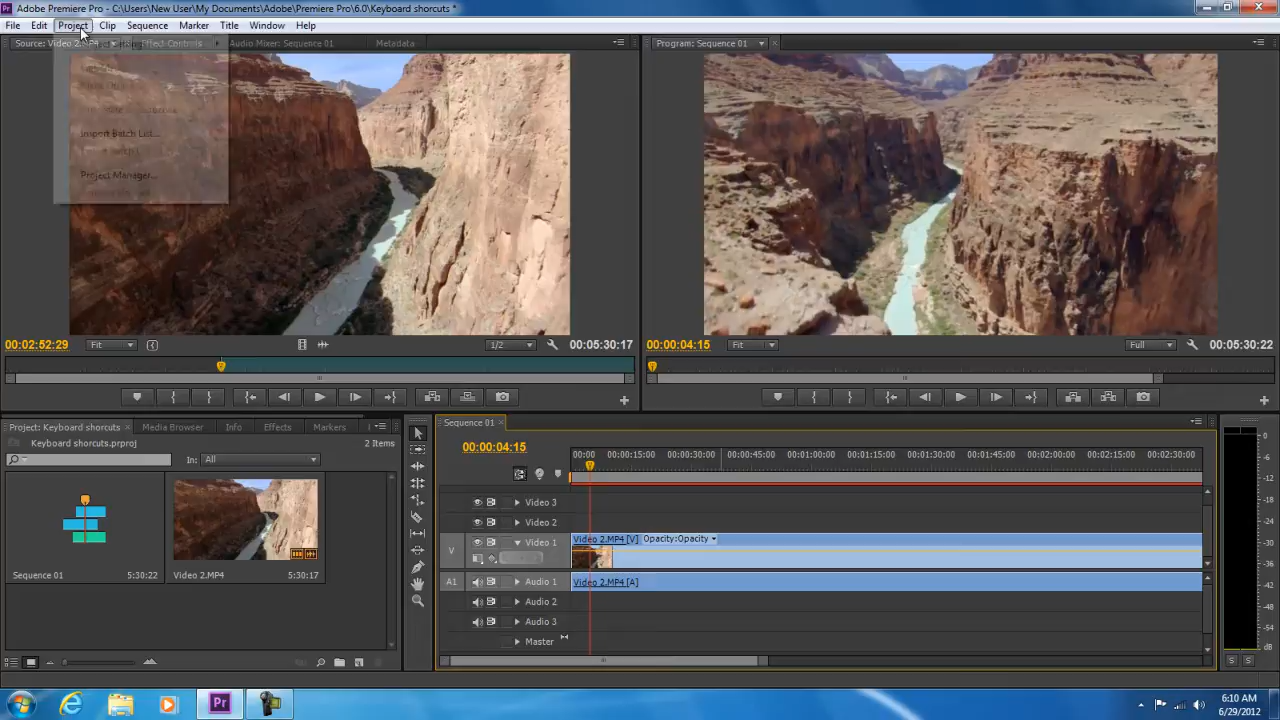 Adobe Premiere Pro - C:\Users\New User\My Documents\Adobe\Premiere Pro\6.0\Keyboard shorcuts *
File Edit Project Clip Sequence Marker Title Window Help
Source: Video 2.MP4 Effect Controls Audio Mixer: Sequence 01 Metadata
Program: Sequence 01
Import Batch List...
Project Manager...
00:02:52:29 Fit 1/2 00:05:30:17
00:00:04:15 Fit Full 00:05:30:22
Project: Keyboard shorcuts Media Browser Info Effects Markers
Keyboard shorcuts.prproj 2 Items
In: All
Sequence 01 5:30:22
Video 2.MP4 5:30:17
Sequence 01
00:00:04:15
00:00 00:00:15:00 00:00:30:00 00:00:45:00 00:01:00:00 00:01:15:00 00:01:30:00 00:01:45:00 00:02:00:00 00:02:15:00 00:02:30:00
Video 3
Video 2
V Video 1 Video 2.MP4 [V] Opacity:Opacity
A1 Audio 1 Video 2.MP4 [A]
Audio 2
Audio 3
Master
0
-6
-12
-18
-24
-30
-36
-42
-48
-54
dB
S S
Pr
6:10 AM
6/29/2012